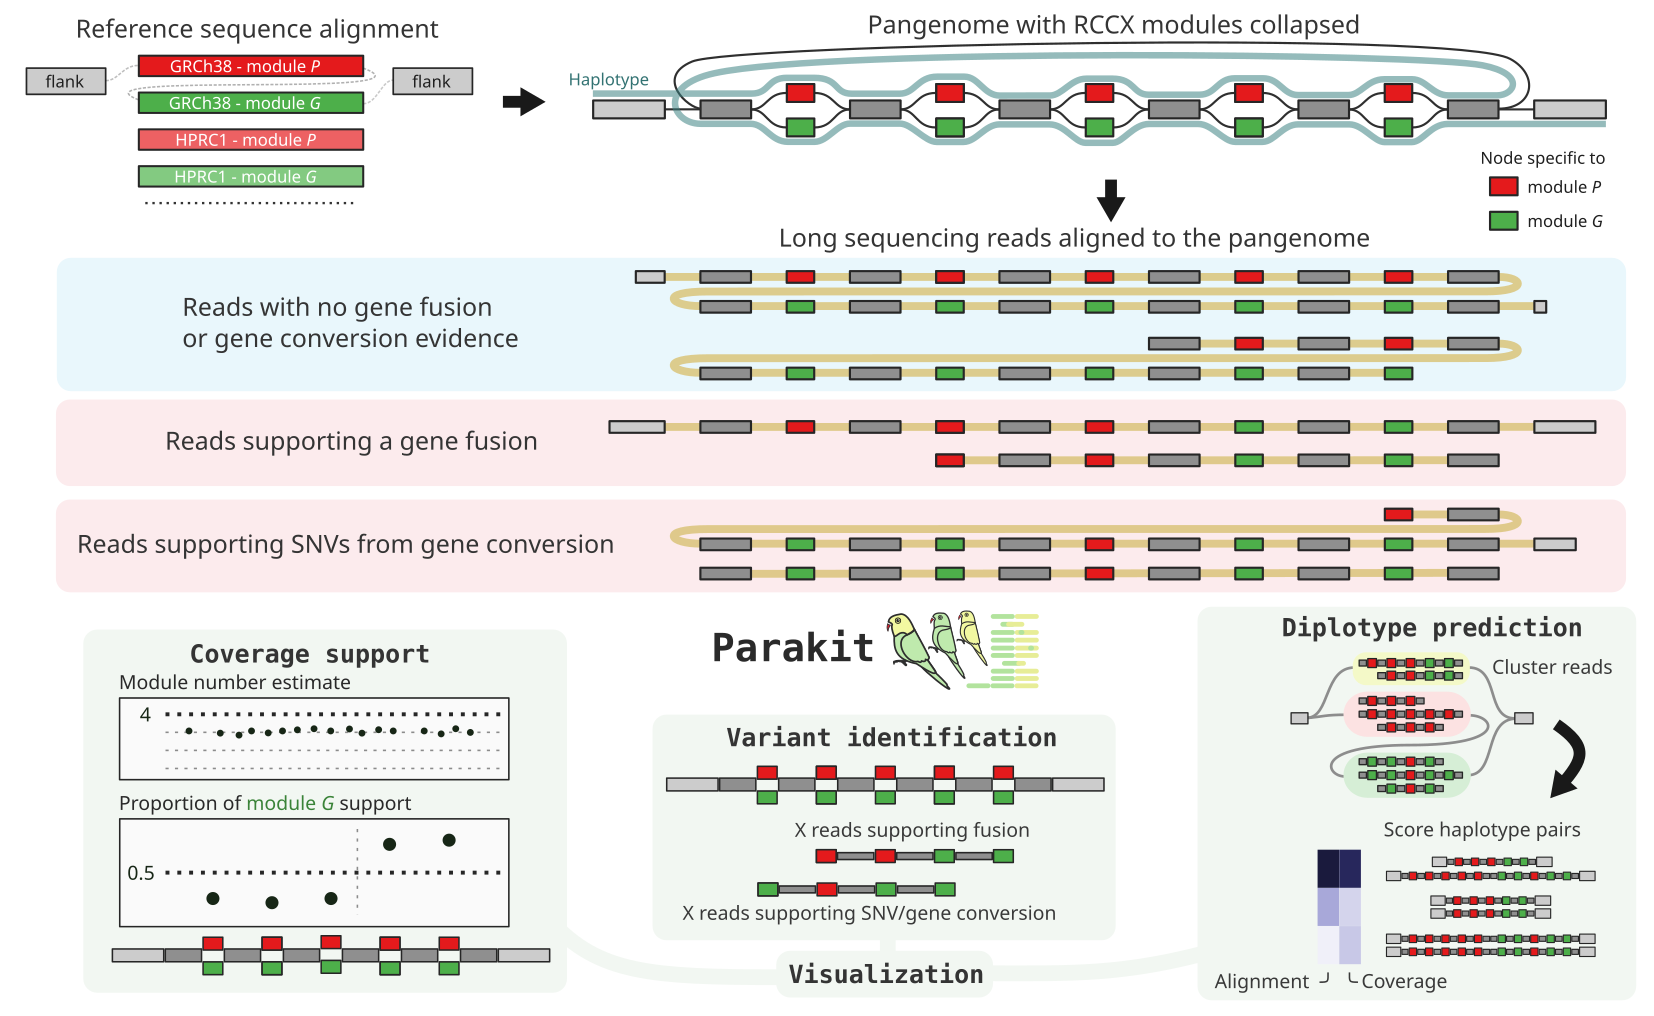 Reference sequence alignment
flank
GRCh38 - module P
flank
GRCh38 - module G
HPRC1 - module P
HPRC1 - module G
Pangenome with RCCX modules collapsed
Haplotype
Node specific to
module P
module G
Long sequencing reads aligned to the pangenome
Reads with no gene fusion
or gene conversion evidence
Reads supporting a gene fusion
Reads supporting SNVs from gene conversion
Parakit
Coverage support
Module number estimate
4
Proportion of module G support
0.5
Variant identification
X reads supporting fusion
X reads supporting SNV/gene conversion
Visualization
Diplotype prediction
Cluster reads
Score haplotype pairs
Alignment
Coverage